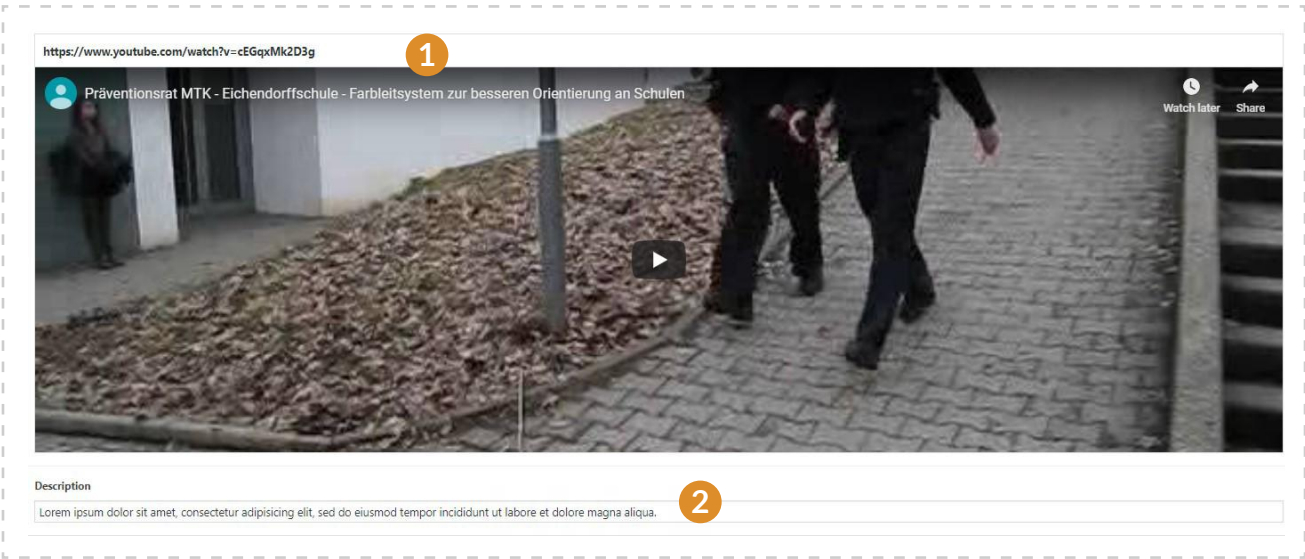 https://www.youtube.com/watch?v=cEGqxMk2D3g
1
Präventionsrat MTK - Eichendorffschule - Farbleitsystem zur besseren Orientierung an Schulen
Watch later Share
Description
Lorem ipsum dolor sit amet, consectetur adipisicing elit, sed do eiusmod tempor incididunt ut labore et dolore magna aliqua.
2